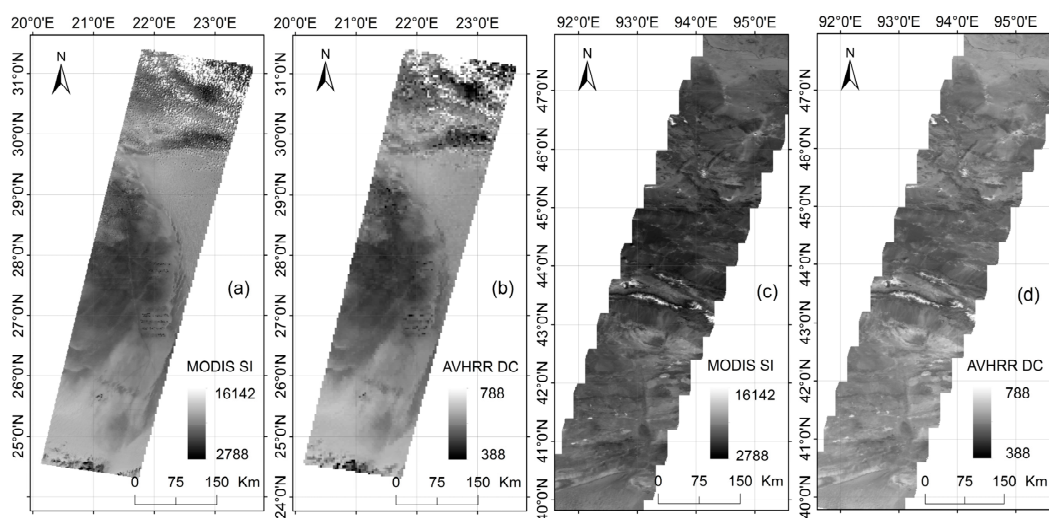 20°0'E 21°0'E 22°0'E 23°0'E
31°0'N
30°0'N
29°0'N
28°0'N
27°0'N
26°0'N
25°0'N
N
(a)
MODIS SI
16142
2788
0 75 150 Km
21°0'E 22°0'E 23°0'E
31°0'N
30°0'N
29°0'N
28°0'N
27°0'N
26°0'N
25°0'N
24°0'N
N
(b)
AVHRR DC
788
388
0 75 150 Km
92°0'E 93°0'E 94°0'E 95°0'E
47°0'N
46°0'N
45°0'N
44°0'N
43°0'N
42°0'N
41°0'N
40°0'N
N
(c)
MODIS SI
16142
2788
0 75 150 Km
92°0'E 93°0'E 94°0'E 95°0'E
47°0'N
46°0'N
45°0'N
44°0'N
43°0'N
42°0'N
41°0'N
40°0'N
N
(d)
AVHRR DC
788
388
0 75 150 Km